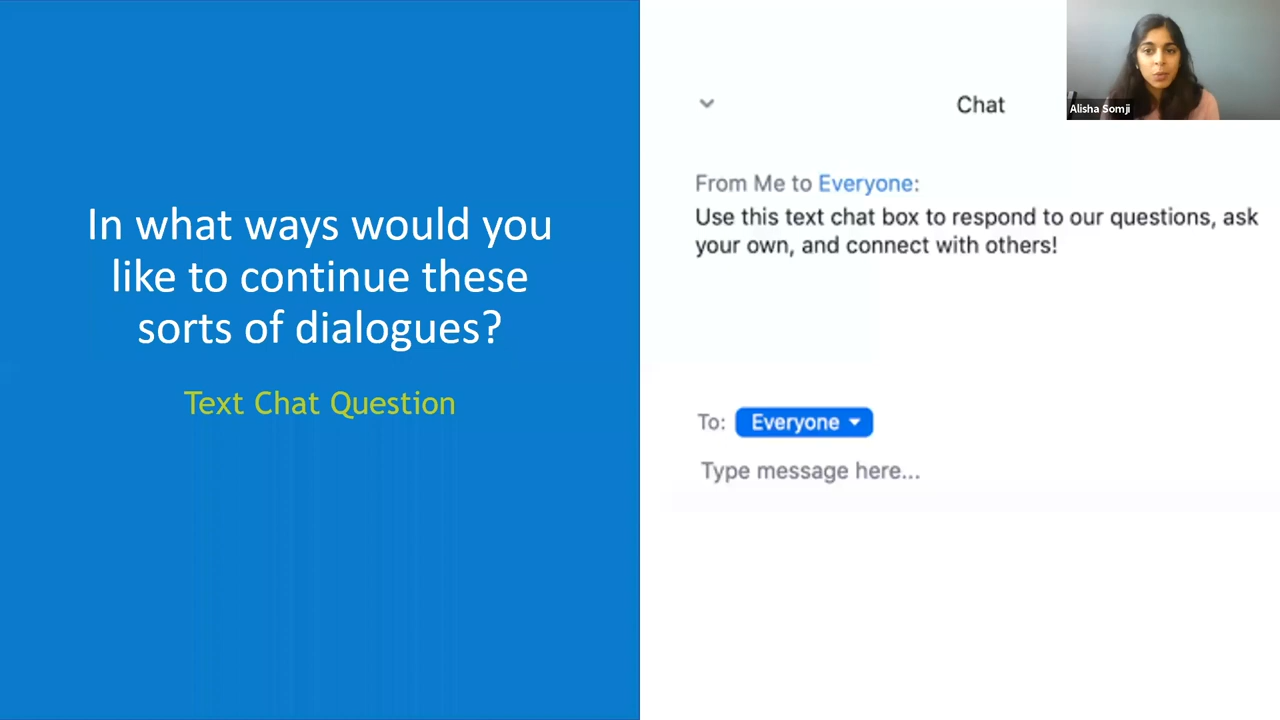 In what ways would you
like to continue these
sorts of dialogues?
Text Chat Question
Chat
From Me to Everyone:
Use this text chat box to respond to our questions, ask
your own, and connect with others!
To: Everyone
Type message here...
Alisha Somji